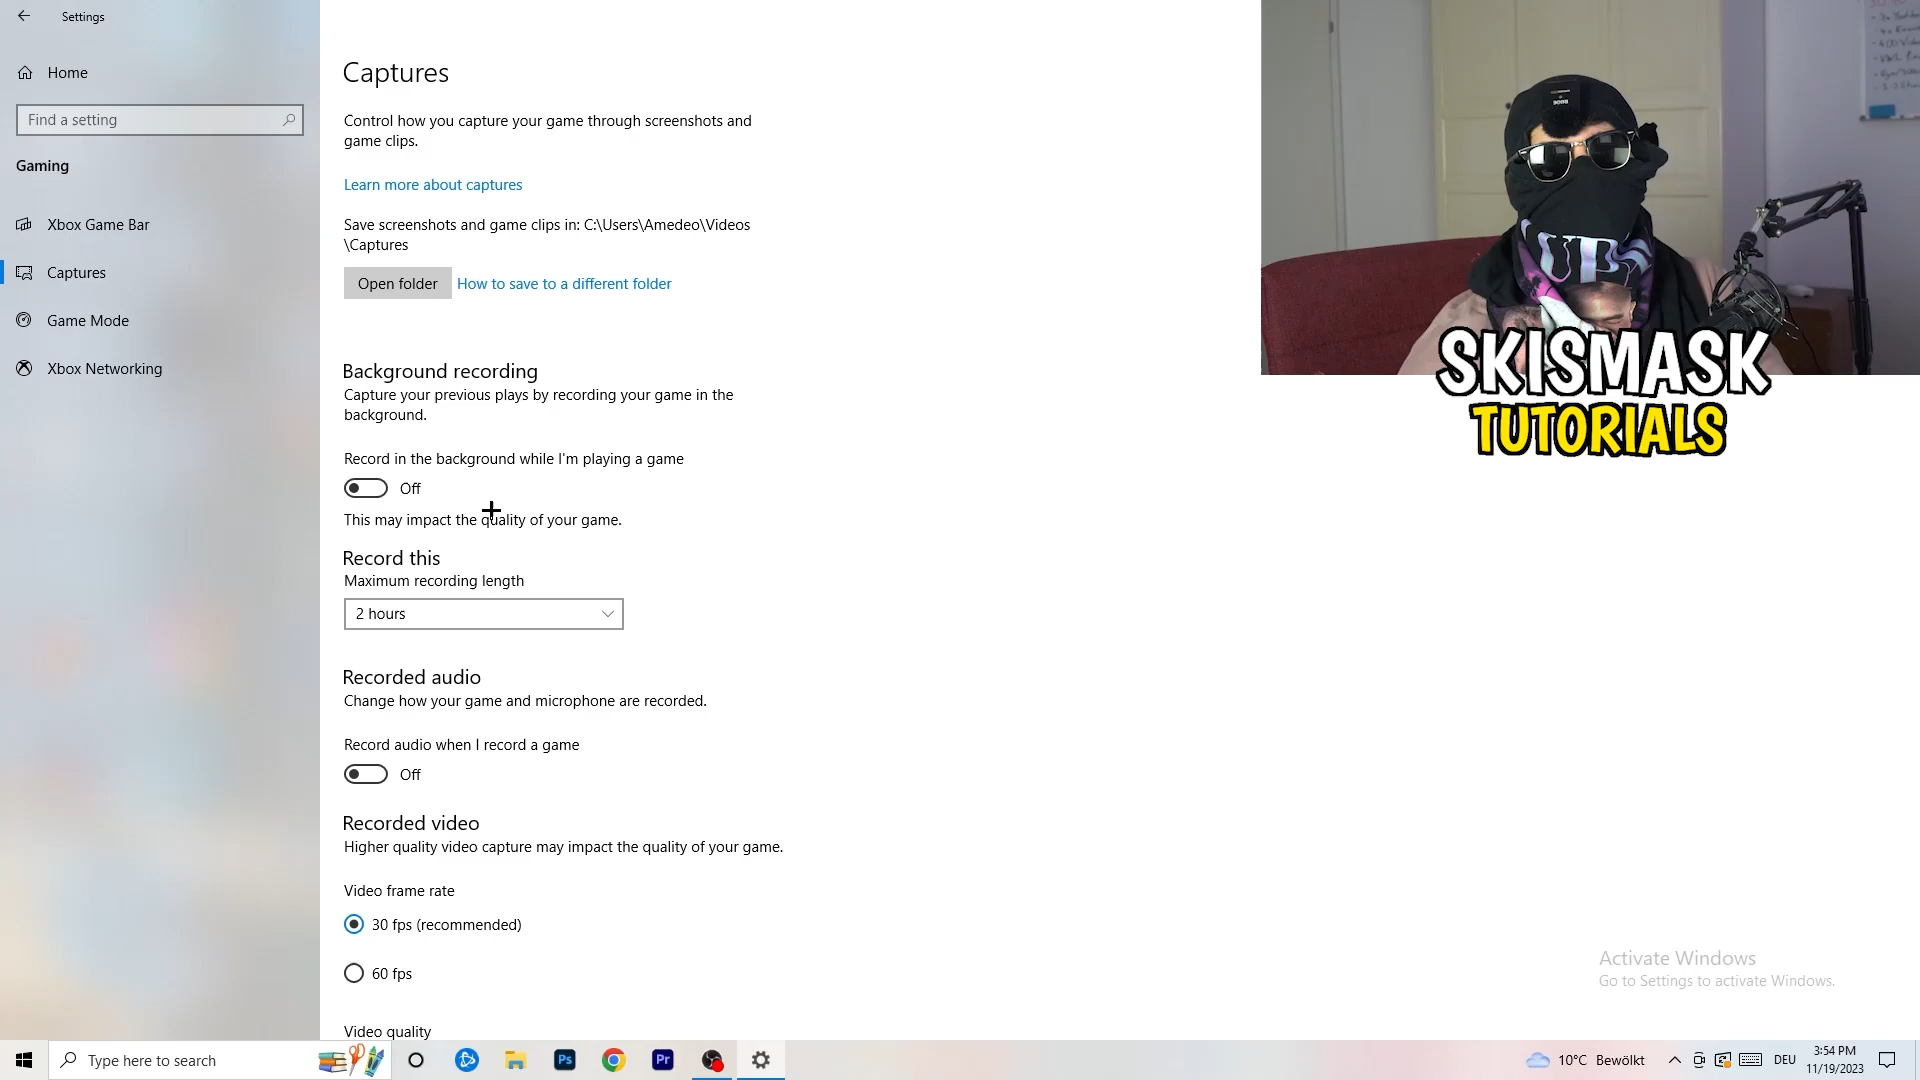 Settings
Home
Find a setting
Gaming
Xbox Game Bar
Captures
Game Mode
Xbox Networking
Captures
Control how you capture your game through screenshots and
game clips.
Learn more about captures
Save screenshots and game clips in: C:\Users\Amedeo\Videos
\Captures
Open folder
How to save to a different folder
Background recording
Capture your previous plays by recording your game in the
background.
Record in the background while I'm playing a game
Off
This may impact the quality of your game.
Record this
Maximum recording length
2 hours
Recorded audio
Change how your game and microphone are recorded.
Record audio when I record a game
Off
Recorded video
Higher quality video capture may impact the quality of your game.
Video frame rate
30 fps (recommended)
60 fps
Video quality
SKISMASK
TUTORIALS
Activate Windows
Go to Settings to activate Windows.
Type here to search
Ps
Pr
10°C Bewölkt
DEU
3:54 PM
11/19/2023